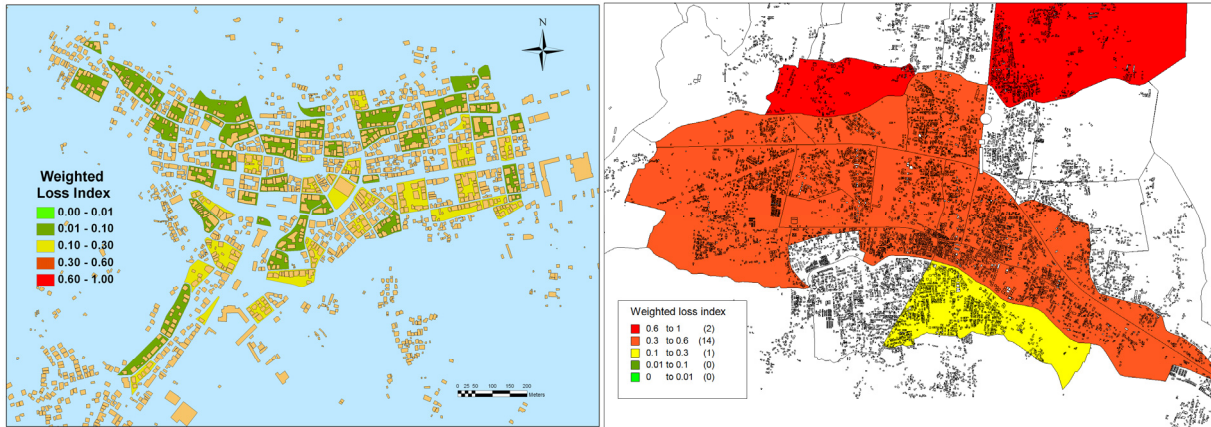 N
Weighted
Loss Index
0.00 - 0.01
0.01 - 0.10
0.10 - 0.30
0.30 - 0.60
0.60 - 1.00
0 25 50 100 150 200
Meters
Weighted loss index
0.6 to 1 (2)
0.3 to 0.6 (14)
0.1 to 0.3 (1)
0.01 to 0.1 (0)
0 to 0.01 (0)